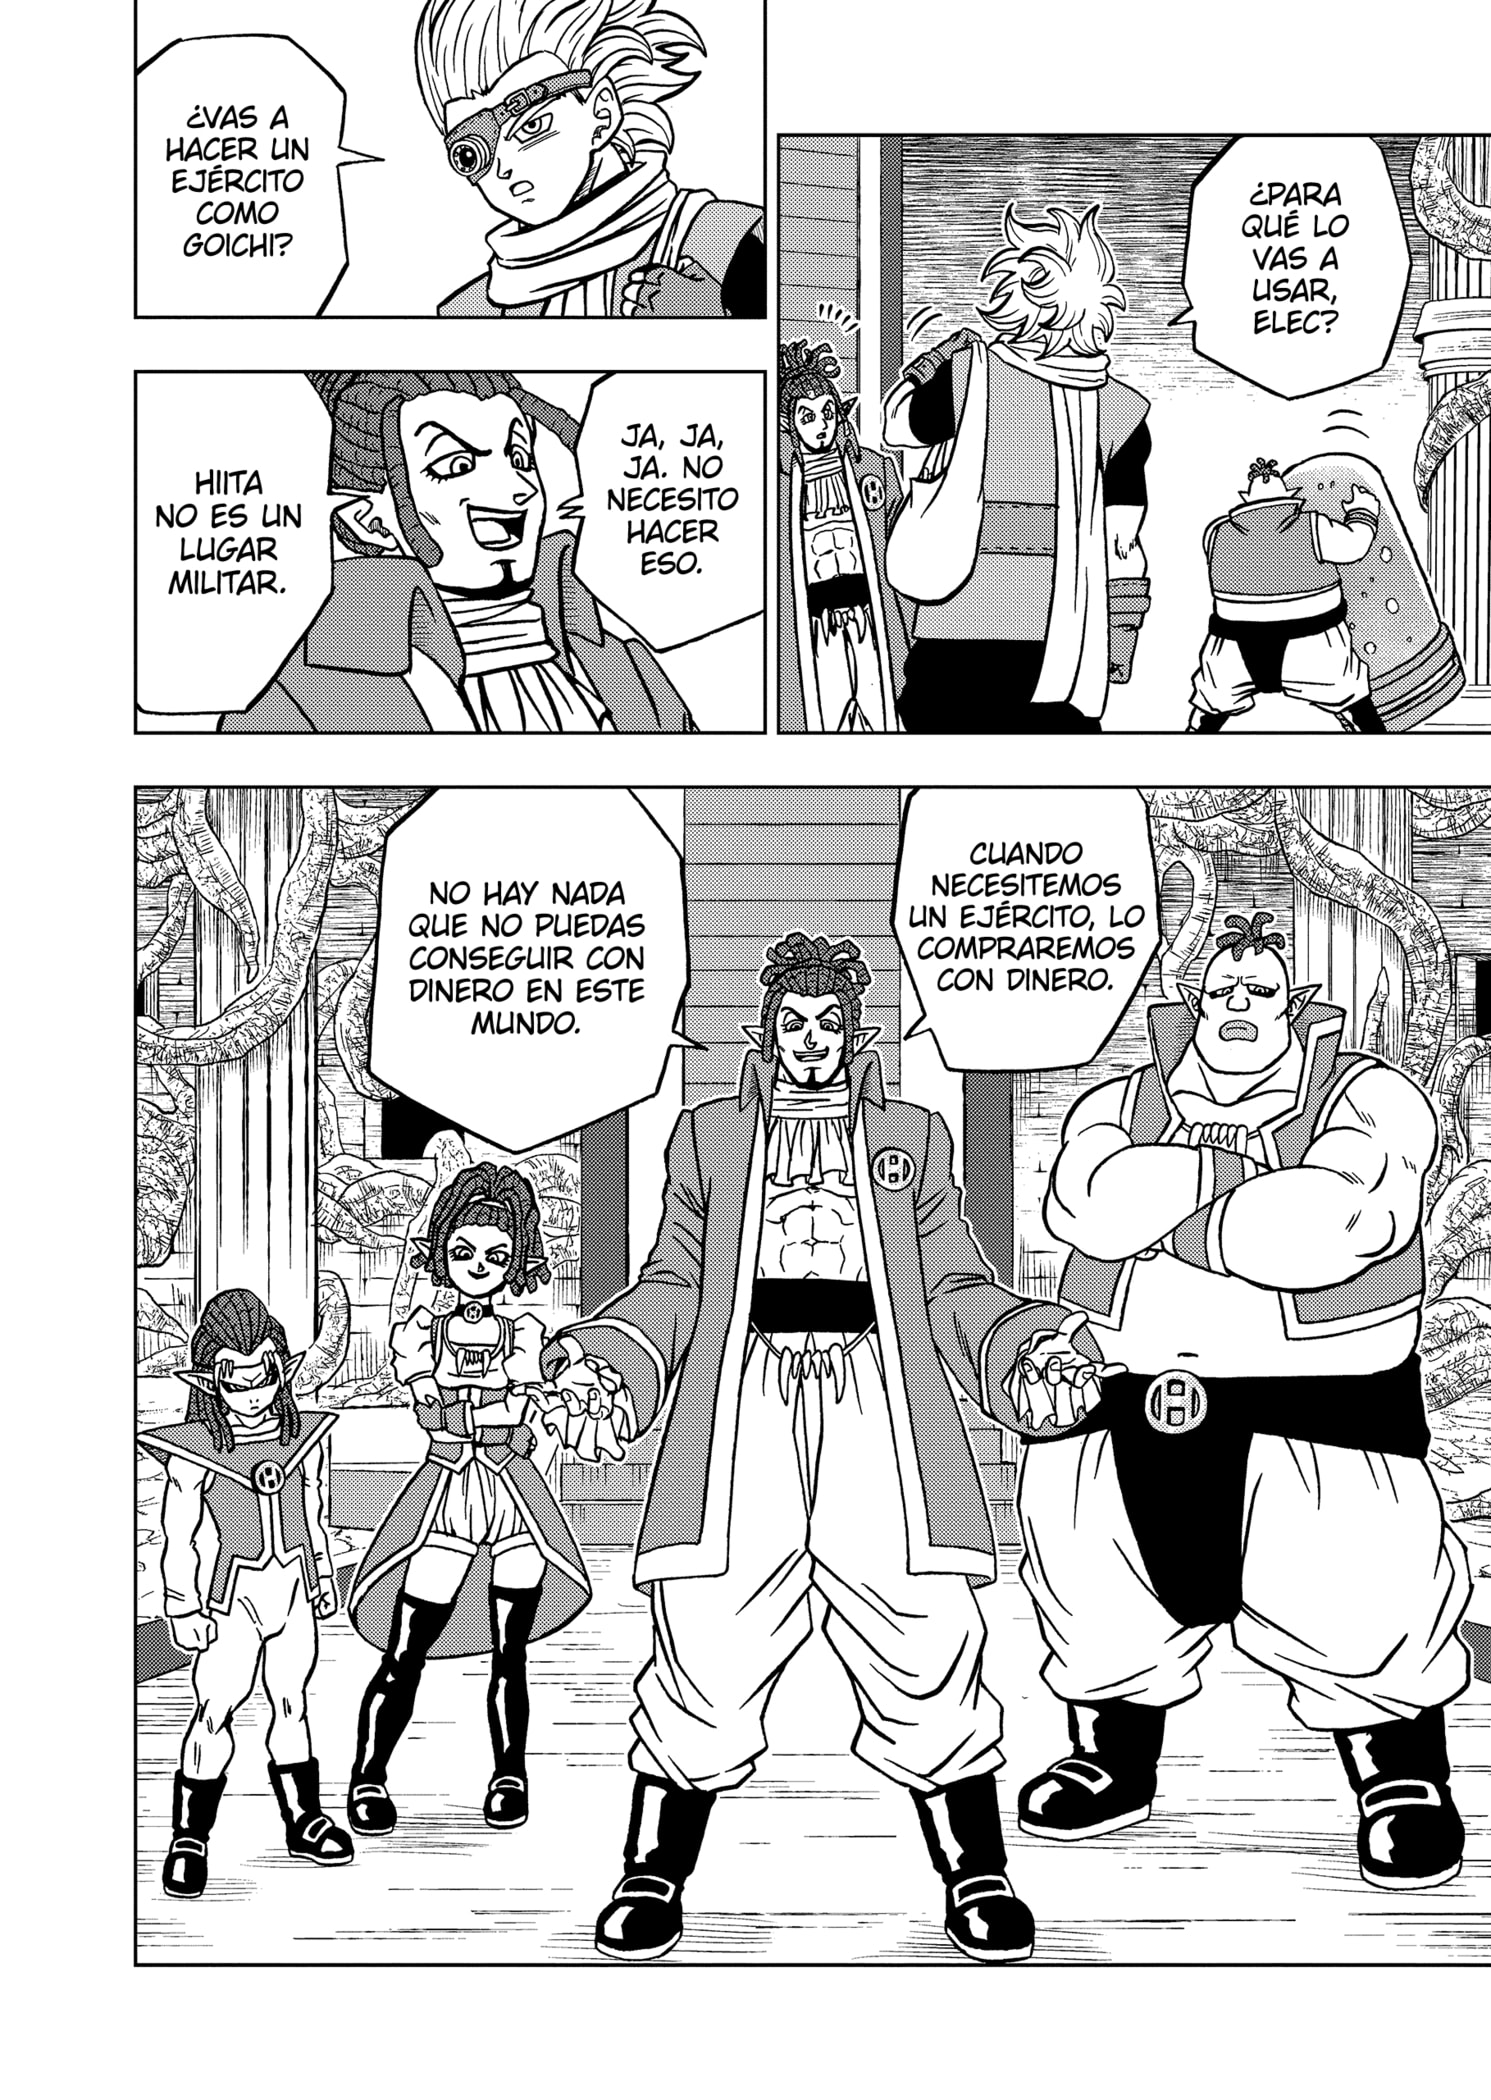 ¿PARA
QUÉ LO
VAS A
USAR,
ELEC?
¿VAS A
HACER UN
EJÉRCITO
COMO
GOICHI?
JA, JA,
JA. NO
NECESITO
HACER
ESO.
HIITA
NO ES UN
LUGAR
MILITAR.
CUANDO
NECESITEMOS
UN EJÉRCITO, LO
COMPRAREMOS
CON DINERO.
NO HAY NADA
QUE NO PUEDAS
CONSEGUIR CON
DINERO EN ESTE
MUNDO.